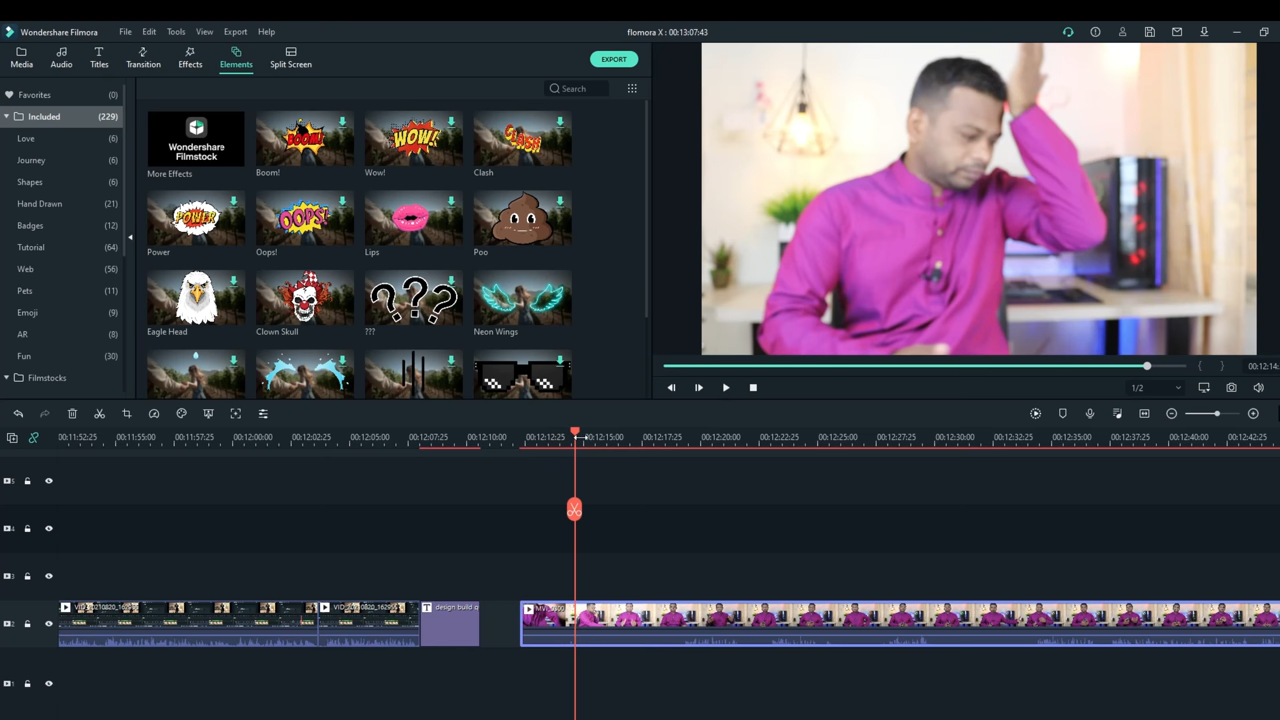 Wondershare Filmora File Edit Tools View Export Help flomora X : 00:13:07:43
Media Audio Titles Transition Effects Elements Split Screen EXPORT
Favorites (0)
Included (229)
Love (6)
Journey (6)
Shapes (6)
Hand Drawn (21)
Badges (12)
Tutorial (64)
Web (56)
Pets (11)
Emoji (9)
AR (8)
Fun (30)
Filmstocks
Search
Wondershare
Filmstock
BOOM!
WOW!
CLASH
More Effects Boom! Wow! Clash
POWER
OOPS!
Power Oops! Lips Poo
???
Eagle Head Clown Skull ??? Neon Wings
00:12:14
1/2
00:11:52:25 00:11:55:00 00:11:57:25 00:12:00:00 00:12:02:25 00:12:05:00 00:12:07:25 00:12:10:00 00:12:12:25 00:12:15:00 00:12:17:25 00:12:20:00 00:12:22:25 00:12:25:00 00:12:27:25 00:12:30:00 00:12:32:25 00:12:35:00 00:12:37:25 00:12:40:00 00:12:42:25
5
4
3
2
design build
1